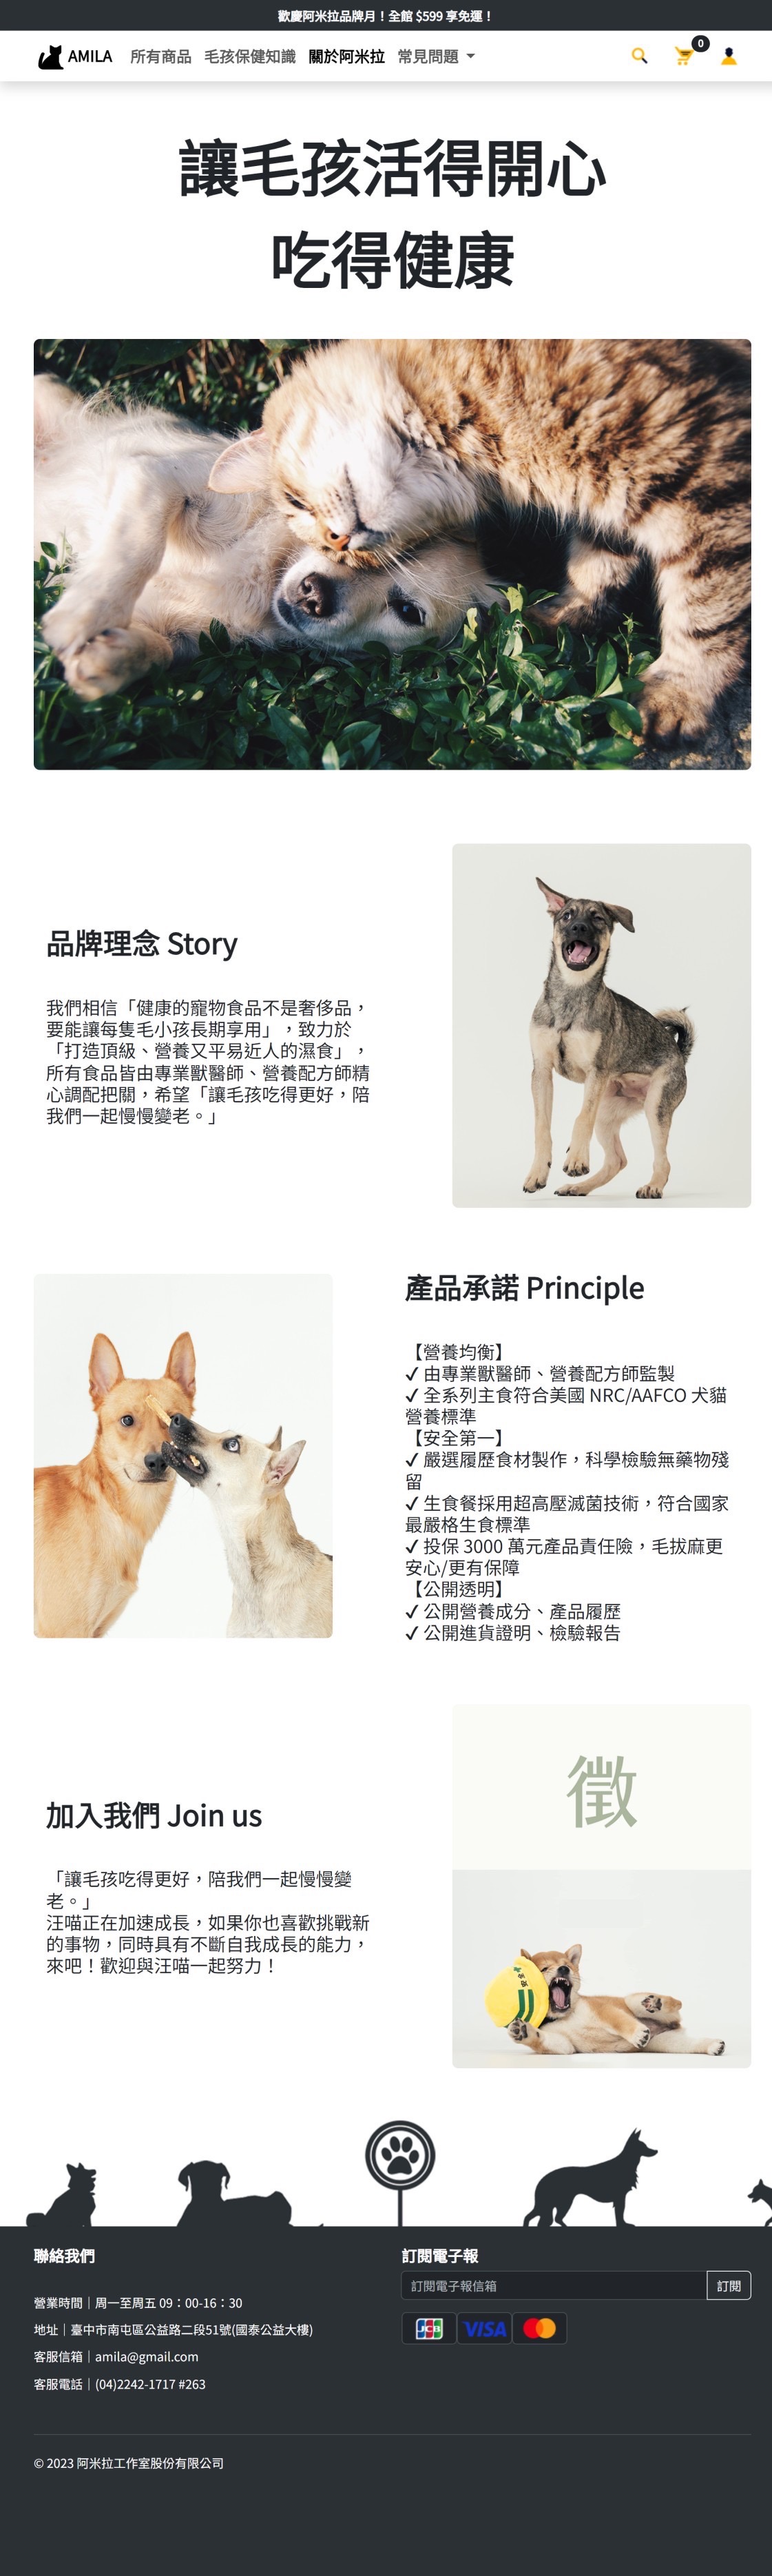 歡慶阿米拉品牌月！全館 $599 享免運！
AMILA 所有商品 毛孩保健知識 關於阿米拉 常見問題 0
讓毛孩活得開心
吃得健康
品牌理念 Story
我們相信「健康的寵物食品不是奢侈品，
要能讓每隻毛小孩長期享用」，致力於
「打造頂級、營養又平易近人的濕食」，
所有食品皆由專業獸醫師、營養配方師精
心調配把關，希望「讓毛孩吃得更好，陪
我們一起慢慢變老。」
產品承諾 Principle
【營養均衡】
✓ 由專業獸醫師、營養配方師監製
✓ 全系列主食符合美國 NRC/AAFCO 犬貓
營養標準
【安全第一】
✓ 嚴選履歷食材製作，科學檢驗無藥物殘
留
✓ 生食餐採用超高壓滅菌技術，符合國家
最嚴格生食標準
✓ 投保 3000 萬元產品責任險，毛拔麻更
安心/更有保障
【公開透明】
✓ 公開營養成分、產品履歷
✓ 公開進貨證明、檢驗報告
徵
加入我們 Join us
「讓毛孩吃得更好，陪我們一起慢慢變
老。」
汪喵正在加速成長，如果你也喜歡挑戰新
的事物，同時具有不斷自我成長的能力，
來吧！歡迎與汪喵一起努力！
聯絡我們
營業時間｜周一至周五 09：00-16：30
地址｜臺中市南屯區公益路二段51號(國泰公益大樓)
客服信箱｜amila@gmail.com
客服電話｜(04)2242-1717 #263
訂閱電子報
訂閱電子報信箱 訂閱
JCB VISA
© 2023 阿米拉工作室股份有限公司